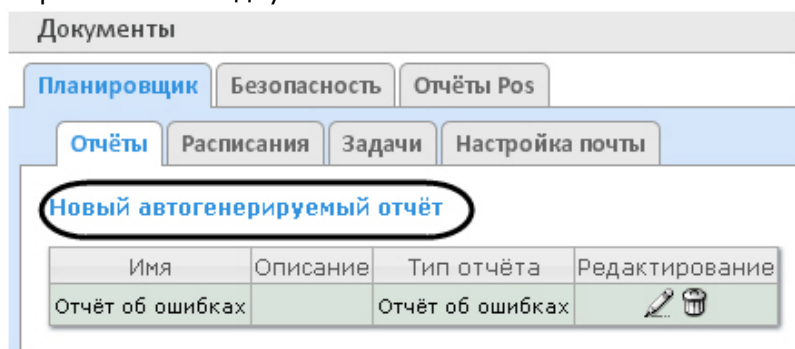 Документы
Планировщик Безопасность Отчёты Pos
Отчёты Расписания Задачи Настройка почты
Новый автогенерируемый отчёт
Имя Описание Тип отчёта Редактирование
Отчёт об ошибках Отчёт об ошибках